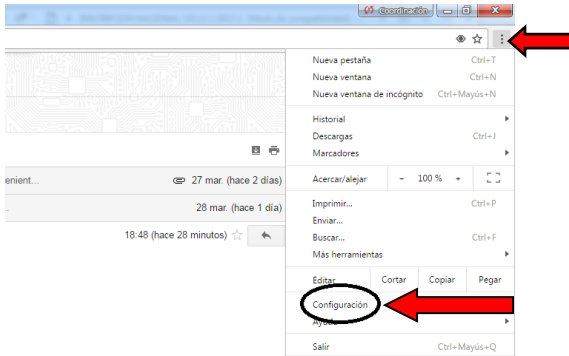 Coordinación
Nueva pestaña Ctrl+T
Nueva ventana Ctrl+N
Nueva ventana de incógnito Ctrl+Mayús+N
Historial
Descargas Ctrl+J
Marcadores
enient... 27 mar. (hace 2 días)
Acercar/alejar - 100 % +
.. 28 mar. (hace 1 día)
Imprimir... Ctrl+P
Enviar...
18:48 (hace 28 minutos)
Buscar... Ctrl+F
Más herramientas
Editar Cortar Copiar Pegar
Configuración
Ayuda
Salir Ctrl+Mayús+Q